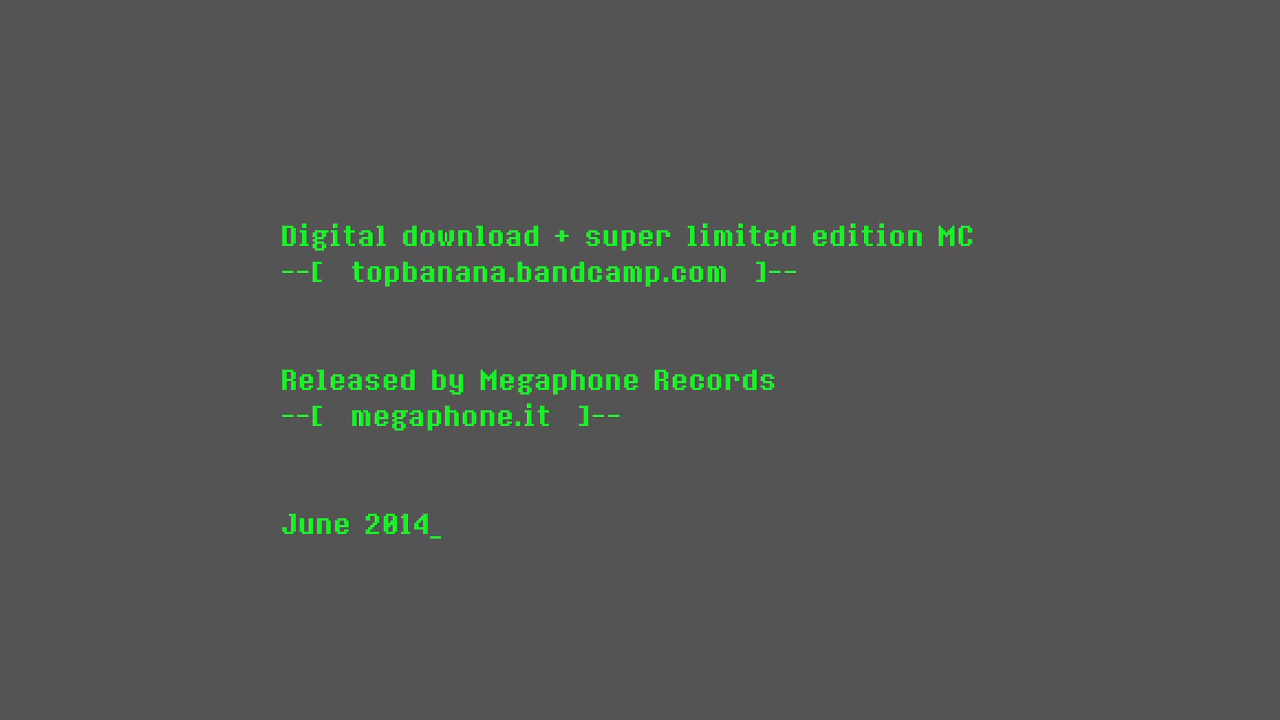 Digital download + super limited edition MC
--[  topbanana.bandcamp.com  ]--
Released by Megaphone Records
--[  megaphone.it  ]--
June 2014_